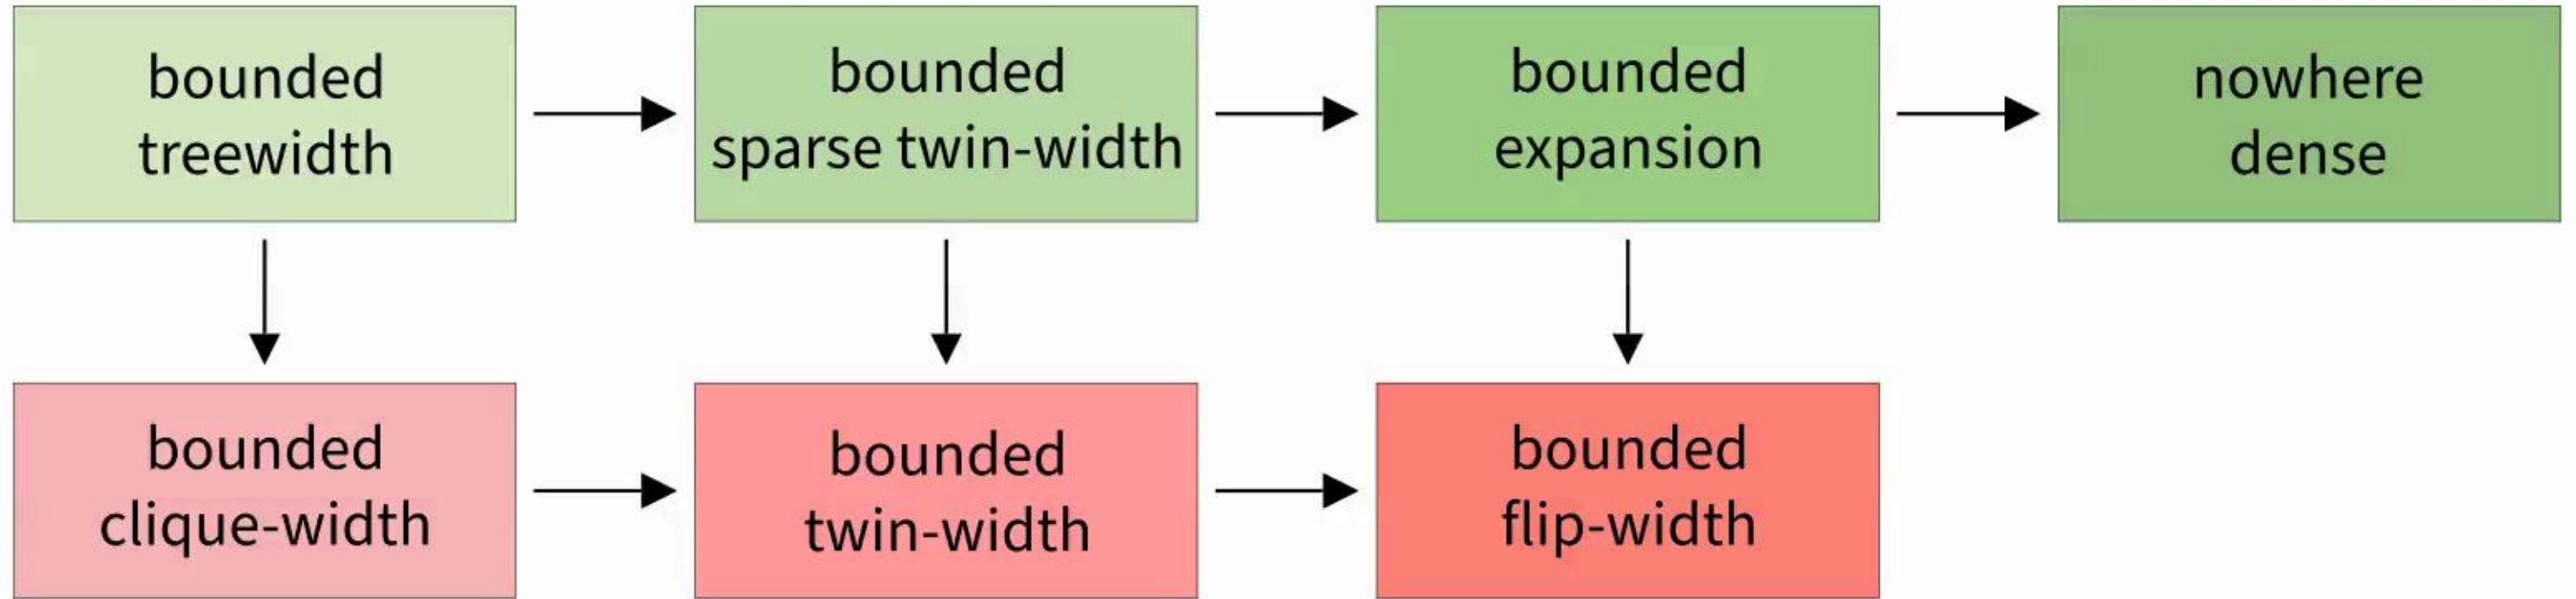 bounded
treewidth
bounded
sparse twin-width
bounded
expansion
nowhere
dense
bounded
clique-width
bounded
twin-width
bounded
flip-width